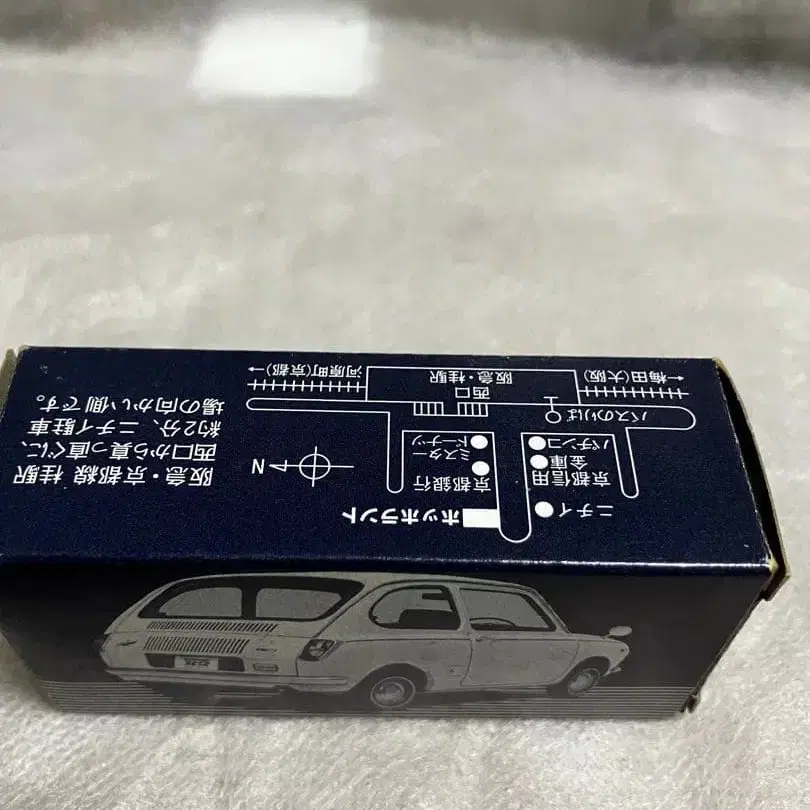 ニチイ
ホッホラント
京都信用
金庫
パチンコ
京都銀行
ミスター
ドーナツ
N
バスのりば
西口
←梅田(大阪)
阪急・桂駅
河原町(京都)→
阪急・京都線 桂駅
西口から真っ直ぐに、
約2分、ニチイ駐車
場の向かい側です。